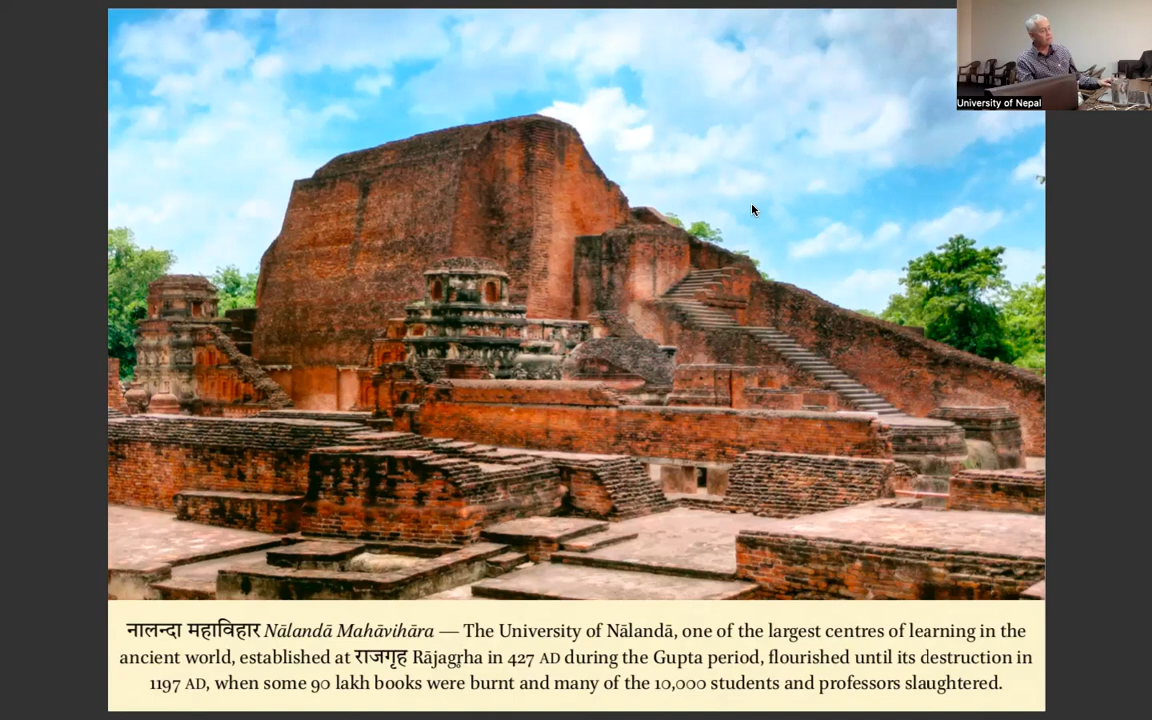 University of Nepal
नालन्दा महाविहार Nālandā Mahāvihāra — The University of Nālandā, one of the largest centres of learning in the
ancient world, established at राजगृह Rājagr̥ha in 427 AD during the Gupta period, flourished until its destruction in
1197 AD, when some 90 lakh books were burnt and many of the 10,000 students and professors slaughtered.